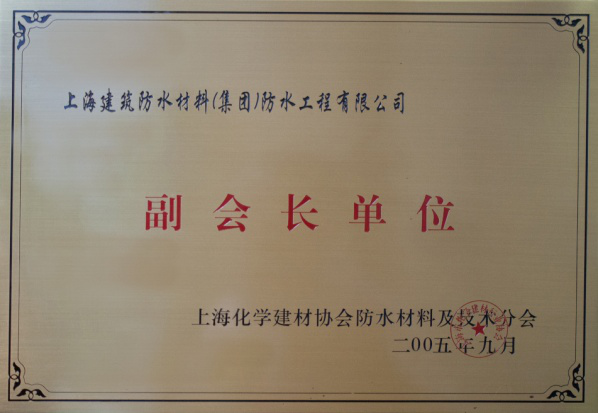 上海建筑防水材料(集团)防水工程有限公司
副会长单位
上海化学建材协会防水材料及技术分会
二00五年九月